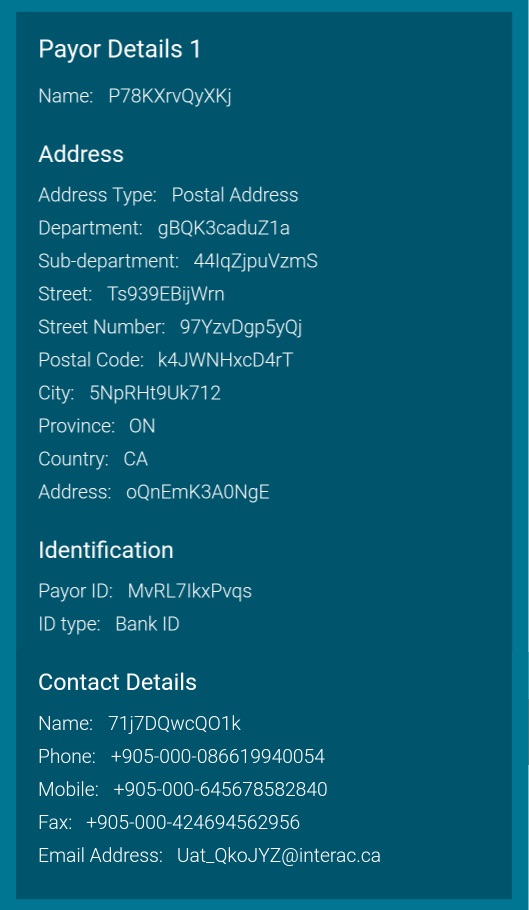 Payor Details 1
Name: P78KXrvQyXKj
Address
Address Type: Postal Address
Department: gBQK3caduZ1a
Sub-department: 44IqZjpuVzmS
Street: Ts939EBijWrn
Street Number: 97YzvDgp5yQj
Postal Code: k4JWNHxcD4rT
City: 5NpRHt9Uk712
Province: ON
Country: CA
Address: oQnEmK3A0NgE
Identification
Payor ID: MvRL7IkxPvqs
ID type: Bank ID
Contact Details
Name: 71j7DQwcQO1k
Phone: +905-000-086619940054
Mobile: +905-000-645678582840
Fax: +905-000-424694562956
Email Address: Uat_QkoJYZ@interac.ca